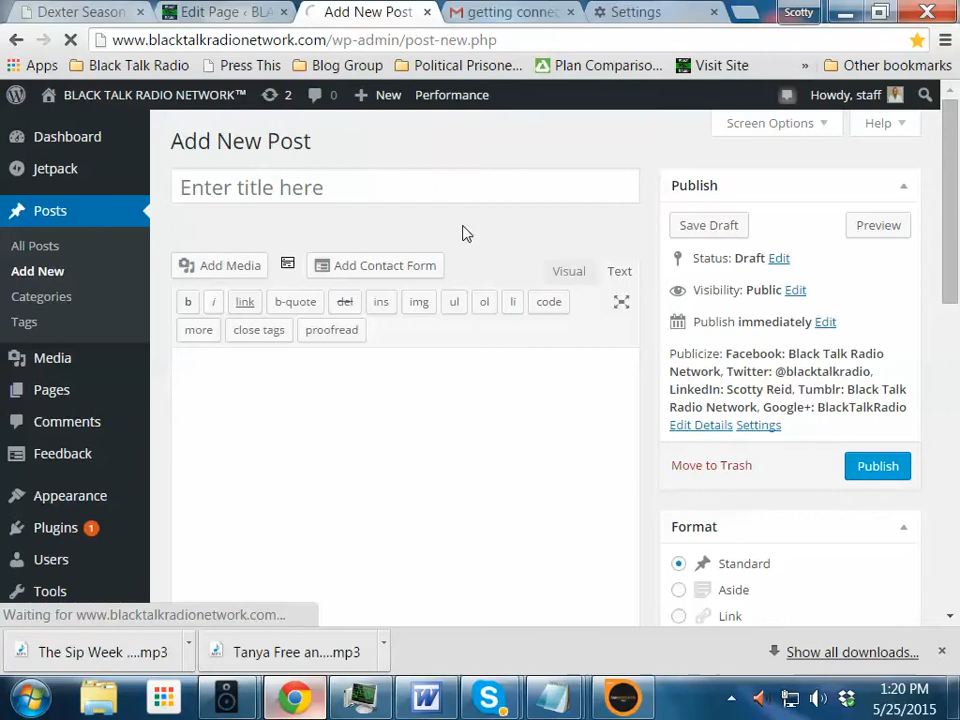 Dexter Season
Edit Page ‹ BLA
Add New Post
getting connec
Settings
Scotty
www.blacktalkradionetwork.com/wp-admin/post-new.php
Apps
Black Talk Radio
Press This
Blog Group
Political Prisone...
Plan Compariso...
Visit Site
»
Other bookmarks
BLACK TALK RADIO NETWORK™
2
0
New
Performance
Howdy, staff
Dashboard
Jetpack
Posts
All Posts
Add New
Categories
Tags
Media
Pages
Comments
Feedback
Appearance
Plugins 1
Users
Tools
Screen Options
Help
Add New Post
Enter title here
Add Media
Add Contact Form
Visual
Text
b
i
link
b-quote
del
ins
img
ul
ol
li
code
more
close tags
proofread
Publish
Save Draft
Preview
Status: Draft Edit
Visibility: Public Edit
Publish immediately Edit
Publicize: Facebook: Black Talk Radio
Network, Twitter: @blacktalkradio,
LinkedIn: Scotty Reid, Tumblr: Black Talk
Radio Network, Google+: BlackTalkRadio
Edit Details Settings
Move to Trash
Publish
Format
Standard
Aside
Link
Waiting for www.blacktalkradionetwork.com...
The Sip Week ....mp3
Tanya Free an....mp3
Show all downloads...
1:20 PM
5/25/2015